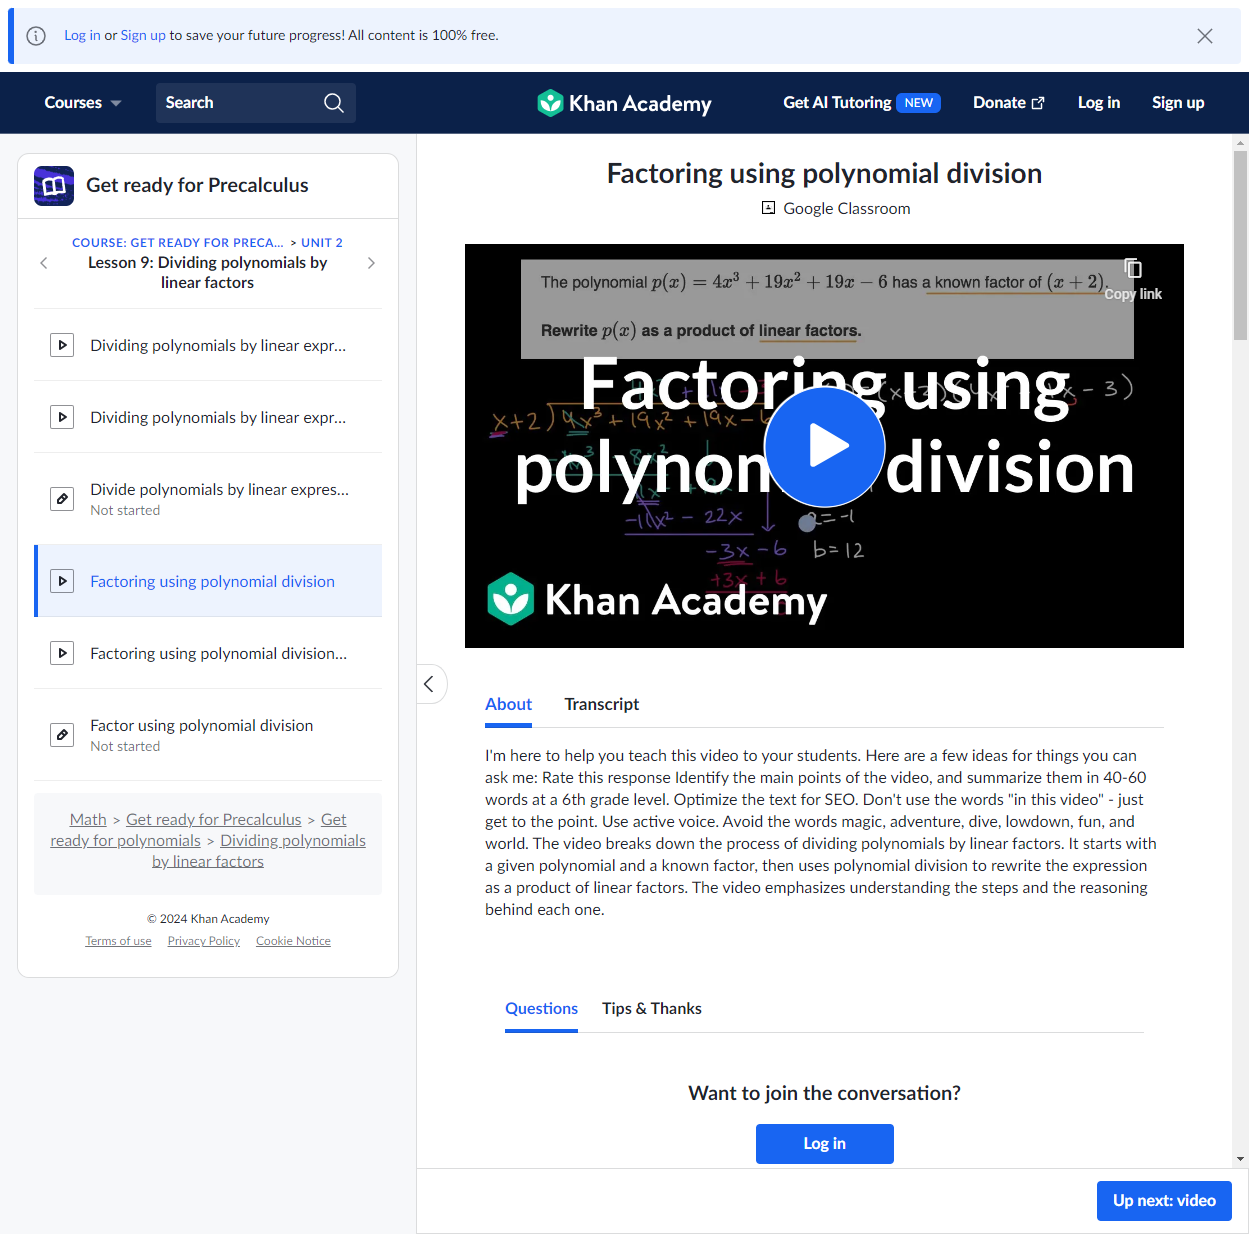 Log in or Sign up to save your future progress! All content is 100% free.
Courses
Search
Khan Academy
Get AI Tutoring NEW
Donate
Log in
Sign up
Get ready for Precalculus
COURSE: GET READY FOR PRECA... > UNIT 2
Lesson 9: Dividing polynomials by
linear factors
Dividing polynomials by linear expr...
Dividing polynomials by linear expr...
Divide polynomials by linear expres...
Not started
Factoring using polynomial division
Factoring using polynomial division...
Factor using polynomial division
Not started
Math > Get ready for Precalculus > Get
ready for polynomials > Dividing polynomials
by linear factors
© 2024 Khan Academy
Terms of use Privacy Policy Cookie Notice
Factoring using polynomial division
Google Classroom
The polynomial p(x) = 4x³ + 19x² + 19x − 6 has a known factor of (x + 2).
Copy link
Rewrite p(x) as a product of linear factors.
Factoring using
division
x+2 ) 4x³ + 19x² + 19x - 6
-11x² - 22x
-3x - 6
b = 12
+3x + 6
Khan Academy
About
Transcript
I'm here to help you teach this video to your students. Here are a few ideas for things you can
ask me: Rate this response Identify the main points of the video, and summarize them in 40-60
words at a 6th grade level. Optimize the text for SEO. Don't use the words "in this video" - just
get to the point. Use active voice. Avoid the words magic, adventure, dive, lowdown, fun, and
world. The video breaks down the process of dividing polynomials by linear factors. It starts with
a given polynomial and a known factor, then uses polynomial division to rewrite the expression
as a product of linear factors. The video emphasizes understanding the steps and the reasoning
behind each one.
Questions
Tips & Thanks
Want to join the conversation?
Log in
Up next: video